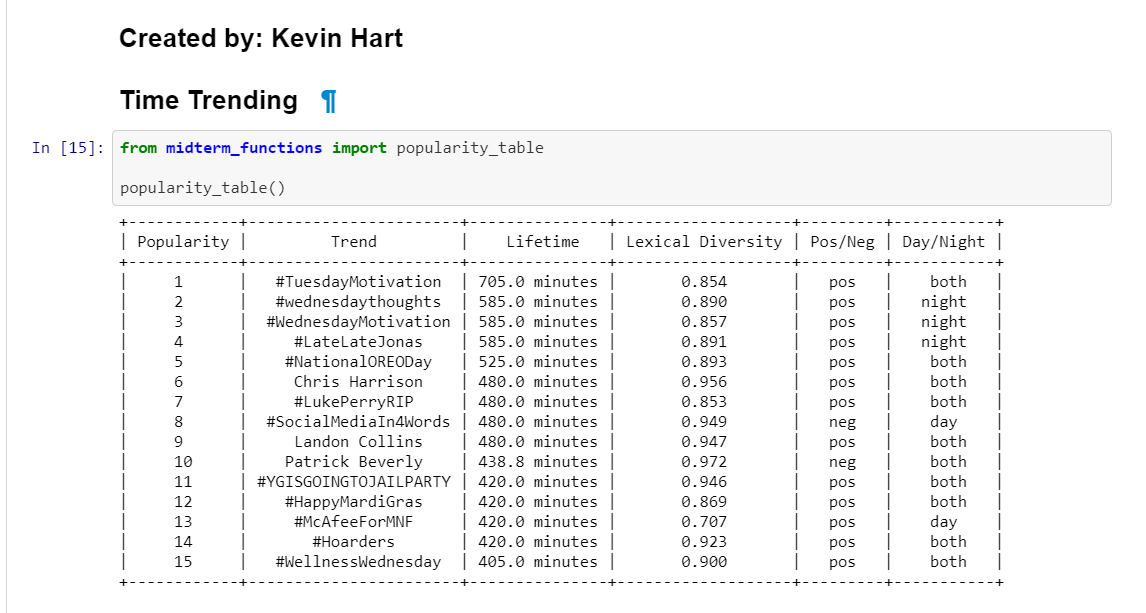 Created by: Kevin Hart
Time Trending ¶
In [15]: from midterm_functions import popularity_table
popularity_table()
+------------+-----------------------+---------------+-------------------+---------+-----------+
| Popularity | Trend | Lifetime | Lexical Diversity | Pos/Neg | Day/Night |
+------------+-----------------------+---------------+-------------------+---------+-----------+
| 1 | #TuesdayMotivation | 705.0 minutes | 0.854 | pos | both |
| 2 | #wednesdaythoughts | 585.0 minutes | 0.890 | pos | night |
| 3 | #WednesdayMotivation | 585.0 minutes | 0.857 | pos | night |
| 4 | #LateLateJonas | 585.0 minutes | 0.891 | pos | night |
| 5 | #NationalOREODay | 525.0 minutes | 0.893 | pos | both |
| 6 | Chris Harrison | 480.0 minutes | 0.956 | pos | both |
| 7 | #LukePerryRIP | 480.0 minutes | 0.853 | pos | both |
| 8 | #SocialMediaIn4Words | 480.0 minutes | 0.949 | neg | day |
| 9 | Landon Collins | 480.0 minutes | 0.947 | pos | both |
| 10 | Patrick Beverly | 438.8 minutes | 0.972 | neg | both |
| 11 | #YGISGOINGTOJAILPARTY | 420.0 minutes | 0.946 | pos | both |
| 12 | #HappyMardiGras | 420.0 minutes | 0.869 | pos | both |
| 13 | #McAfeeForMNF | 420.0 minutes | 0.707 | pos | day |
| 14 | #Hoarders | 420.0 minutes | 0.923 | pos | both |
| 15 | #WellnessWednesday | 405.0 minutes | 0.900 | pos | both |
+------------+-----------------------+---------------+-------------------+---------+-----------+